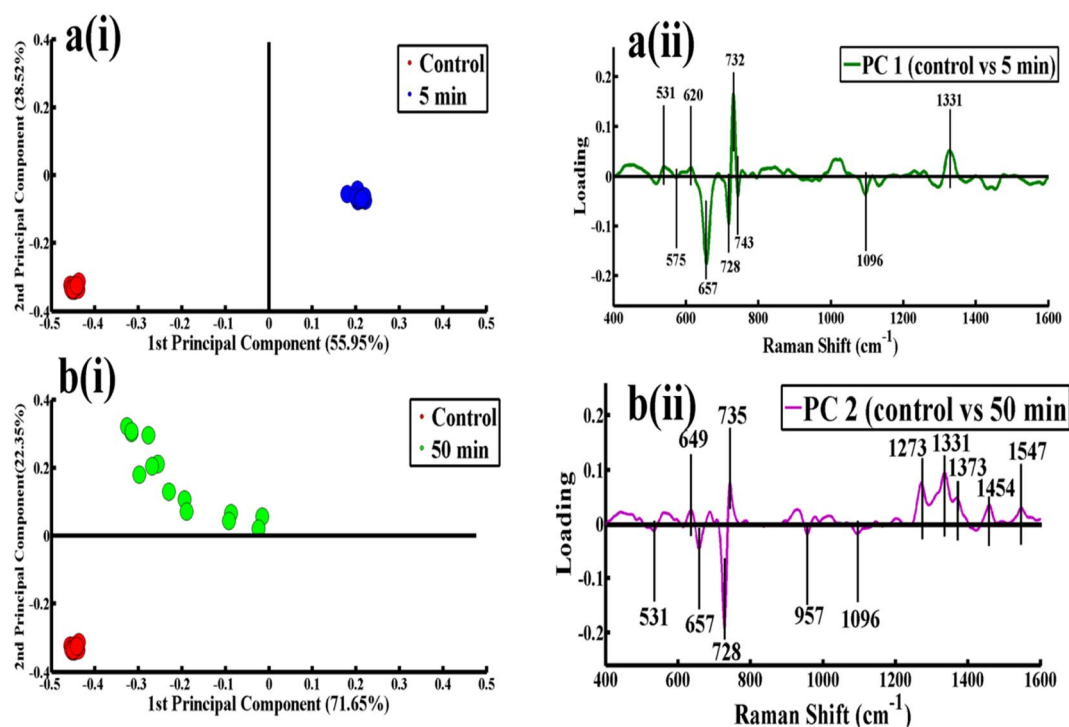 a(i)
Control
5 min
2nd Principal Component (28.52%)
0.4
0.2
0
-0.2
-0.4
-0.5 -0.4 -0.3 -0.2 -0.1 0 0.1 0.2 0.3 0.4 0.5
1st Principal Component (55.95%)
a(ii)
PC 1 (control vs 5 min)
732
531 620 1331
Loading
0.2
0.1
0
-0.1
-0.2
575 657 728 743 1096
400 600 800 1000 1200 1400 1600
Raman Shift (cm⁻¹)
b(i)
Control
50 min
2nd Principal Component(22.35%)
0.4
0.2
0
-0.2
-0.4
-0.5 -0.4 -0.3 -0.2 -0.1 0 0.1 0.2 0.3 0.4 0.5
1st Principal Component (71.65%)
b(ii)
PC 2 (control vs 50 min
649 735 1273 1331 1373 1454 1547
Loading
0.2
0.1
0
-0.1
-0.2
531 657 728 957 1096
400 600 800 1000 1200 1400 1600
Raman Shift (cm⁻¹)